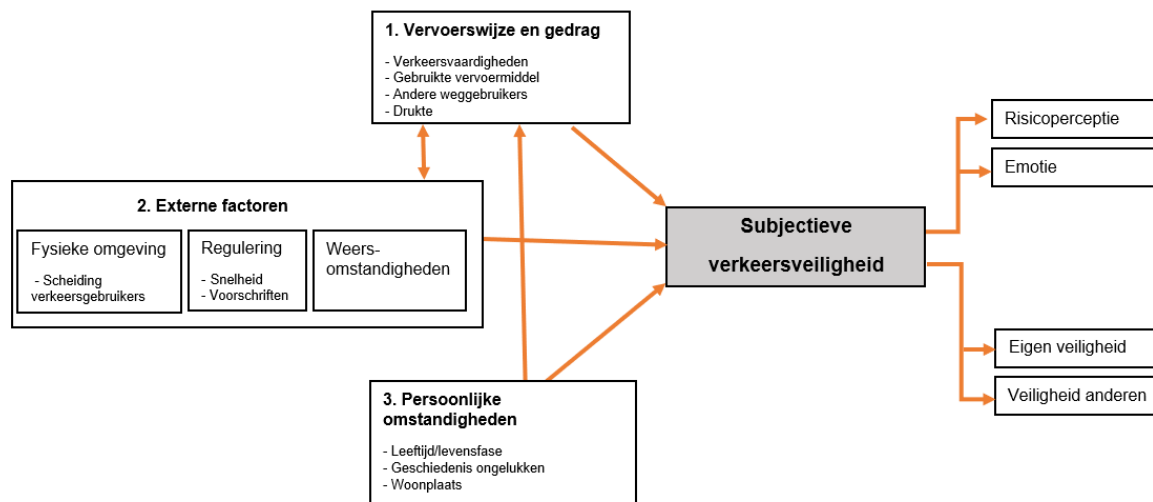 1. Vervoerswijze en gedrag
- Verkeersvaardigheden
- Gebruikte vervoermiddel
- Andere weggebruikers
- Drukte
2. Externe factoren
Fysieke omgeving
- Scheiding
verkeersgebruikers
Regulering
- Snelheid
- Voorschriften
Weers-
omstandigheden
3. Persoonlijke
omstandigheden
- Leeftijd/levensfase
- Geschiedenis ongelukken
- Woonplaats
Subjectieve
verkeersveiligheid
Risicoperceptie
Emotie
Eigen veiligheid
Veiligheid anderen